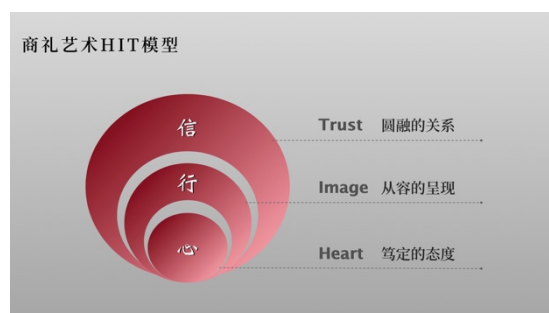 商礼艺术HIT模型
信
Trust 圆融的关系
行
Image 从容的呈现
心
Heart 笃定的态度